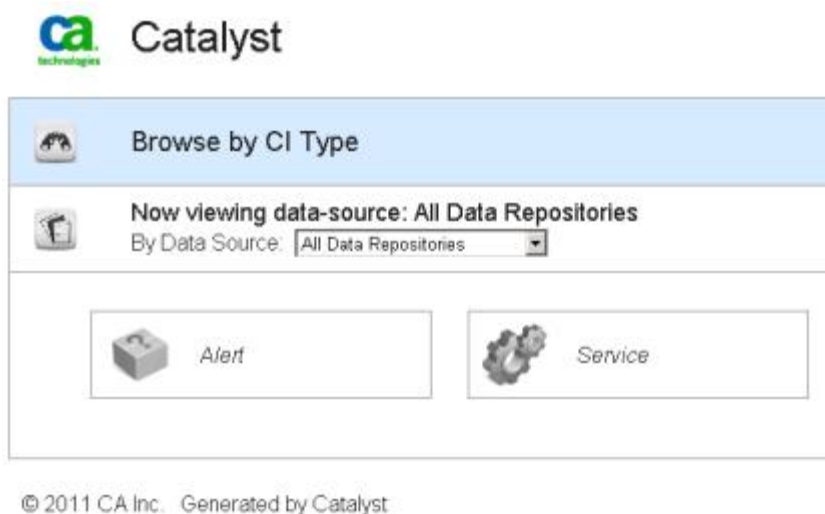 ca.
technologies
Catalyst
Browse by CI Type
Now viewing data-source: All Data Repositories
By Data Source: All Data Repositories
Alert
Service
© 2011 CA Inc. Generated by Catalyst